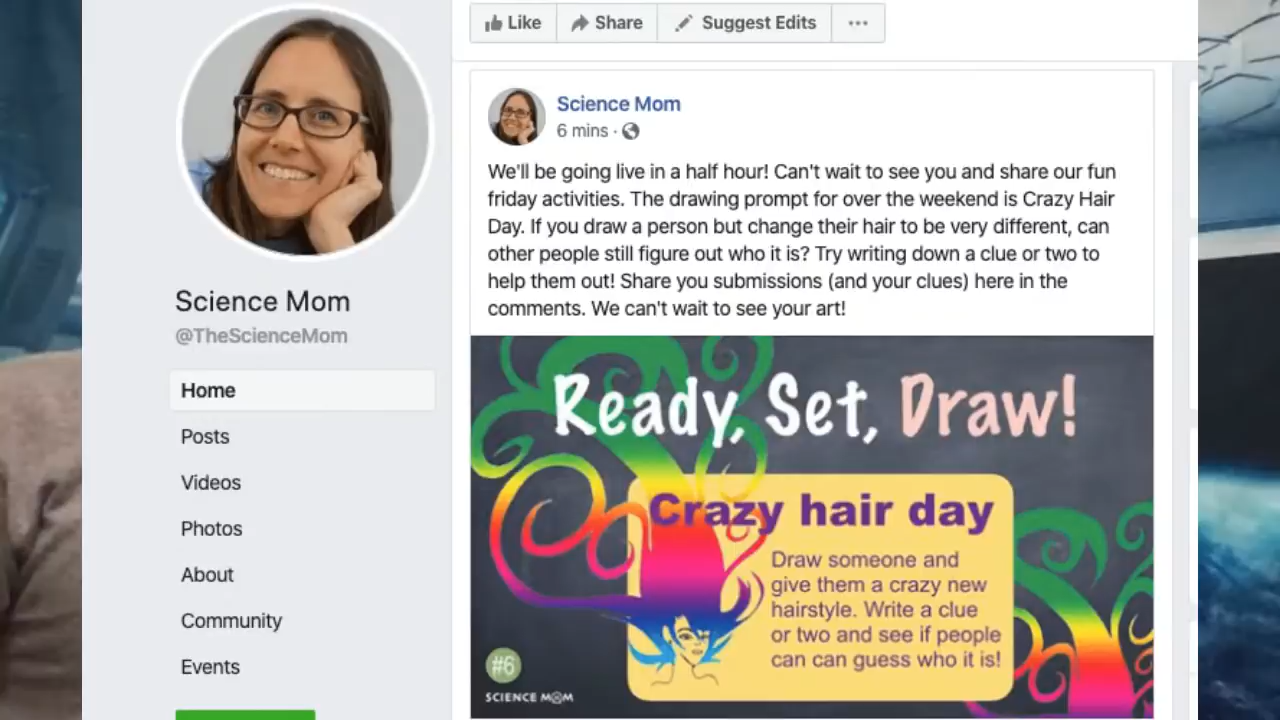 Like
Share
Suggest Edits
Science Mom
6 mins ·
We'll be going live in a half hour! Can't wait to see you and share our fun
friday activities. The drawing prompt for over the weekend is Crazy Hair
Day. If you draw a person but change their hair to be very different, can
other people still figure out who it is? Try writing down a clue or two to
help them out! Share you submissions (and your clues) here in the
comments. We can't wait to see your art!
Ready, Set, Draw!
Crazy hair day
Draw someone and
give them a crazy new
hairstyle. Write a clue
or two and see if people
can can guess who it is!
#6
SCIENCE MOM
Science Mom
@TheScienceMom
Home
Posts
Videos
Photos
About
Community
Events